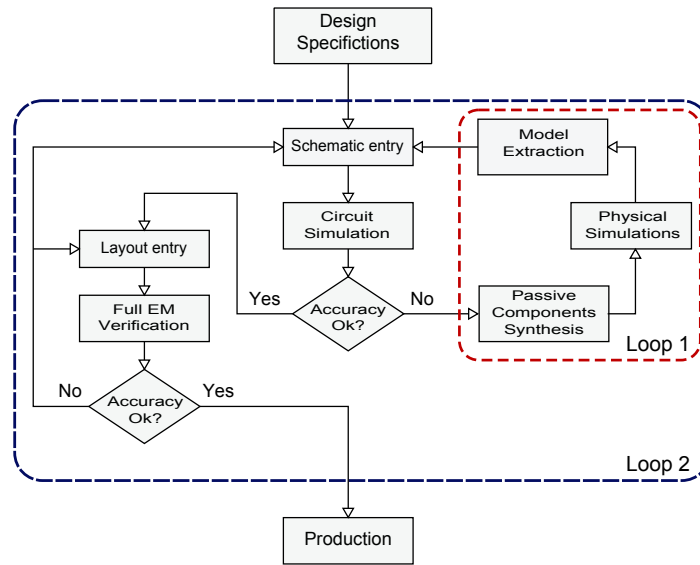 Design
Specifictions
Schematic entry
Model
Extraction
Circuit
Simulation
Physical
Simulations
Layout entry
Yes
Accuracy
Ok?
No
Passive
Components
Synthesis
Full EM
Verification
Loop 1
No
Accuracy
Ok?
Yes
Loop 2
Production